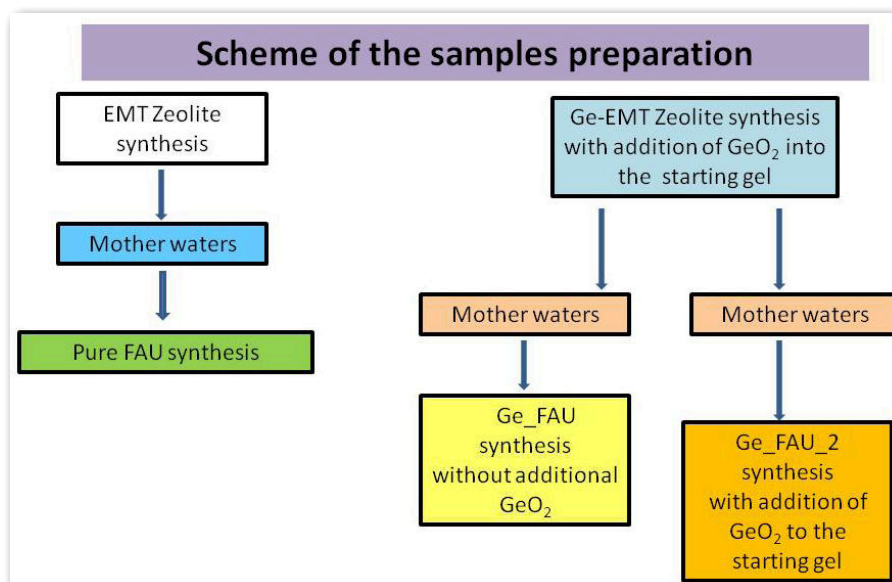 Scheme of the samples preparation
EMT Zeolite
synthesis
Mother waters
Pure FAU synthesis
Ge-EMT Zeolite synthesis
with addition of GeO₂ into
the starting gel
Mother waters
Mother waters
Ge_FAU
synthesis
without additional
GeO₂
Ge_FAU_2
synthesis
with addition of
GeO₂ to the
starting gel